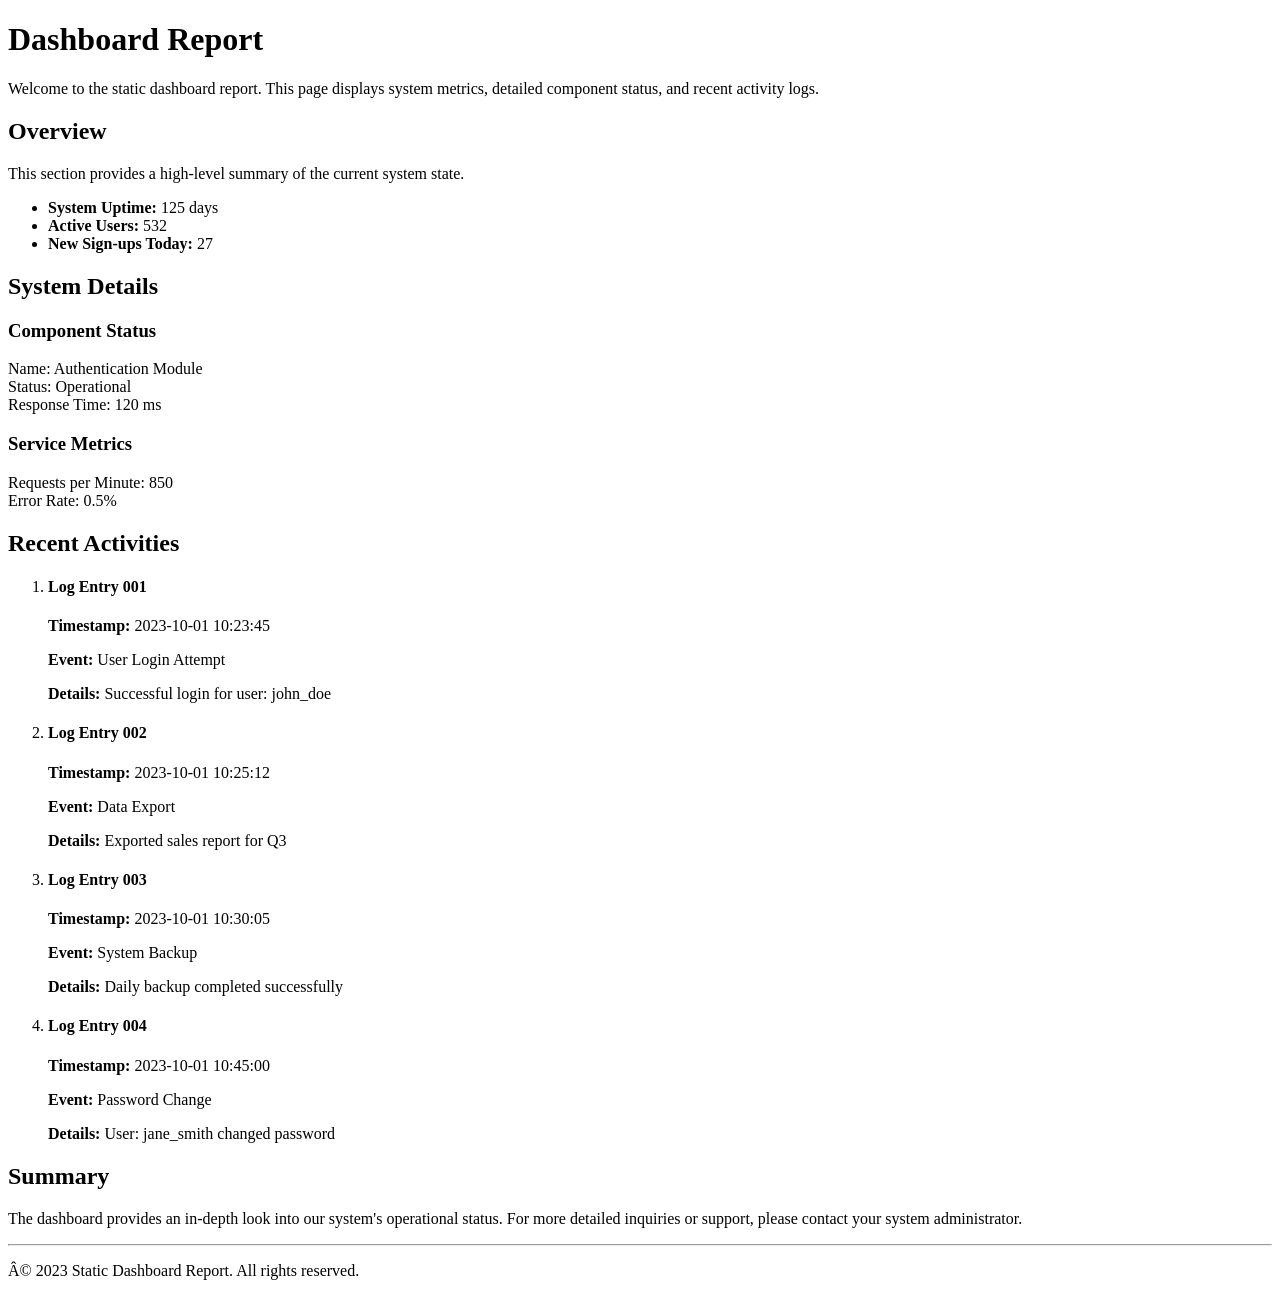 Dashboard Report
Welcome to the static dashboard report. This page displays system metrics, detailed component status, and recent activity logs.
Overview
This section provides a high-level summary of the current system state.
• System Uptime: 125 days
• Active Users: 532
• New Sign-ups Today: 27
System Details
Component Status
Name: Authentication Module
Status: Operational
Response Time: 120 ms
Service Metrics
Requests per Minute: 850
Error Rate: 0.5%
Recent Activities
1. Log Entry 001
Timestamp: 2023-10-01 10:23:45
Event: User Login Attempt
Details: Successful login for user: john_doe
2. Log Entry 002
Timestamp: 2023-10-01 10:25:12
Event: Data Export
Details: Exported sales report for Q3
3. Log Entry 003
Timestamp: 2023-10-01 10:30:05
Event: System Backup
Details: Daily backup completed successfully
4. Log Entry 004
Timestamp: 2023-10-01 10:45:00
Event: Password Change
Details: User: jane_smith changed password
Summary
The dashboard provides an in-depth look into our system's operational status. For more detailed inquiries or support, please contact your system administrator.
Â© 2023 Static Dashboard Report. All rights reserved.